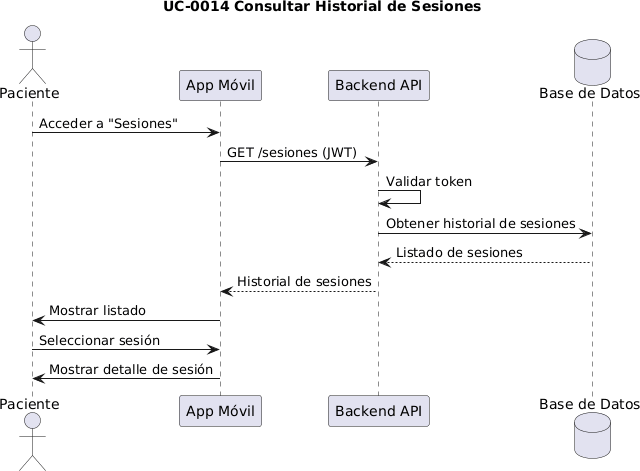 UC-0014 Consultar Historial de Sesiones
Paciente
App Móvil
Backend API
Base de Datos
Acceder a "Sesiones"
GET /sesiones (JWT)
Validar token
Obtener historial de sesiones
Listado de sesiones
Historial de sesiones
Mostrar listado
Seleccionar sesión
Mostrar detalle de sesión
Paciente
App Móvil
Backend API
Base de Datos